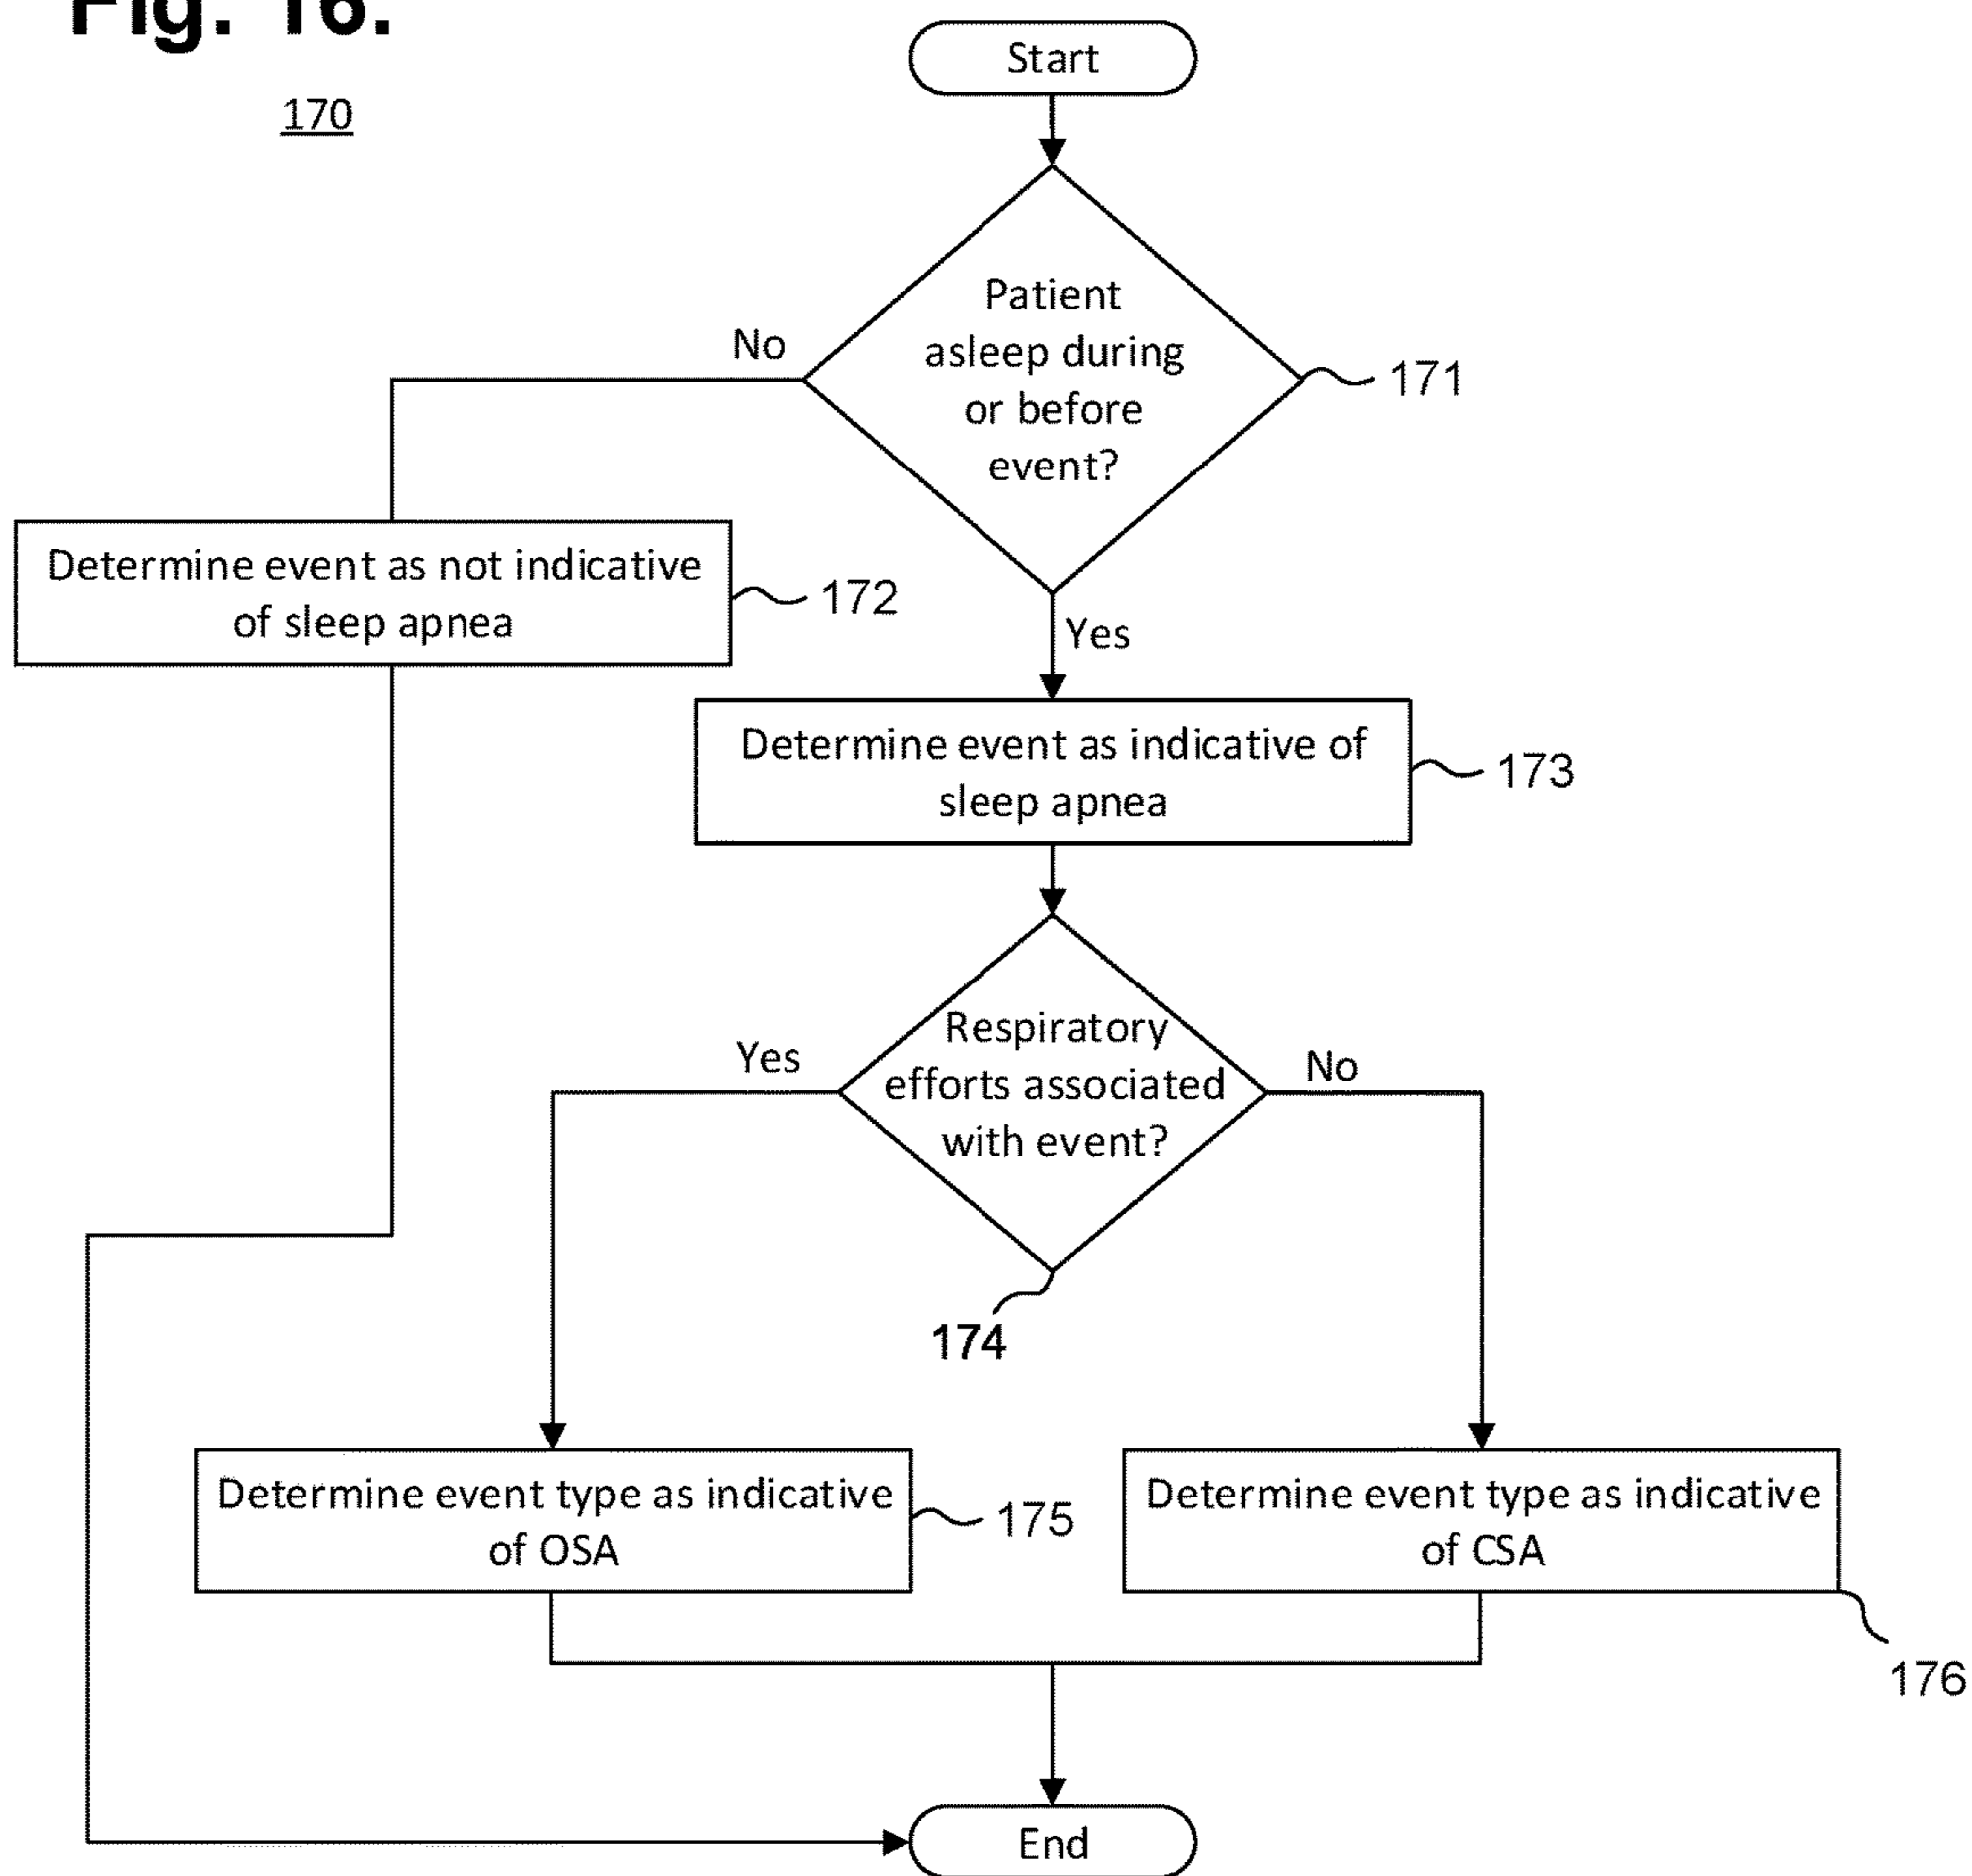 Fig. 16.
170
Start
Patient
asleep during
or before
event?
No
171
Determine event as not indicative
of sleep apnea
172
Yes
Determine event as indicative of
sleep apnea
173
Respiratory
efforts associated
with event?
Yes
No
174
Determine event type as indicative
of OSA
175
Determine event type as indicative
of CSA
176
End